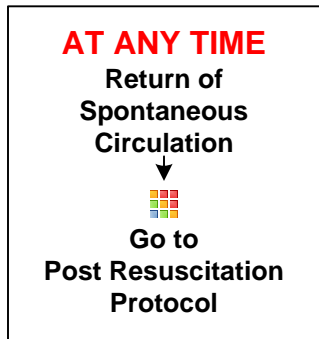 AT ANY TIME
Return of
Spontaneous
Circulation
Go to
Post Resuscitation
Protocol